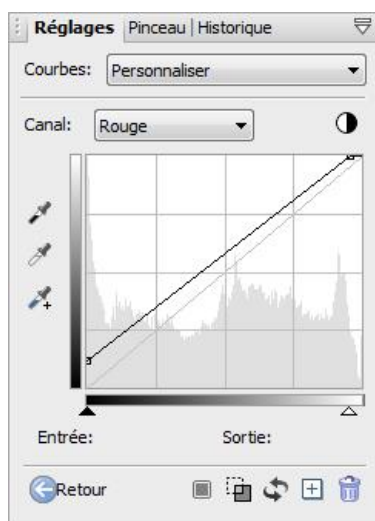 Réglages Pinceau | Historique
Courbes: Personnaliser
Canal: Rouge
Entrée: Sortie:
Retour